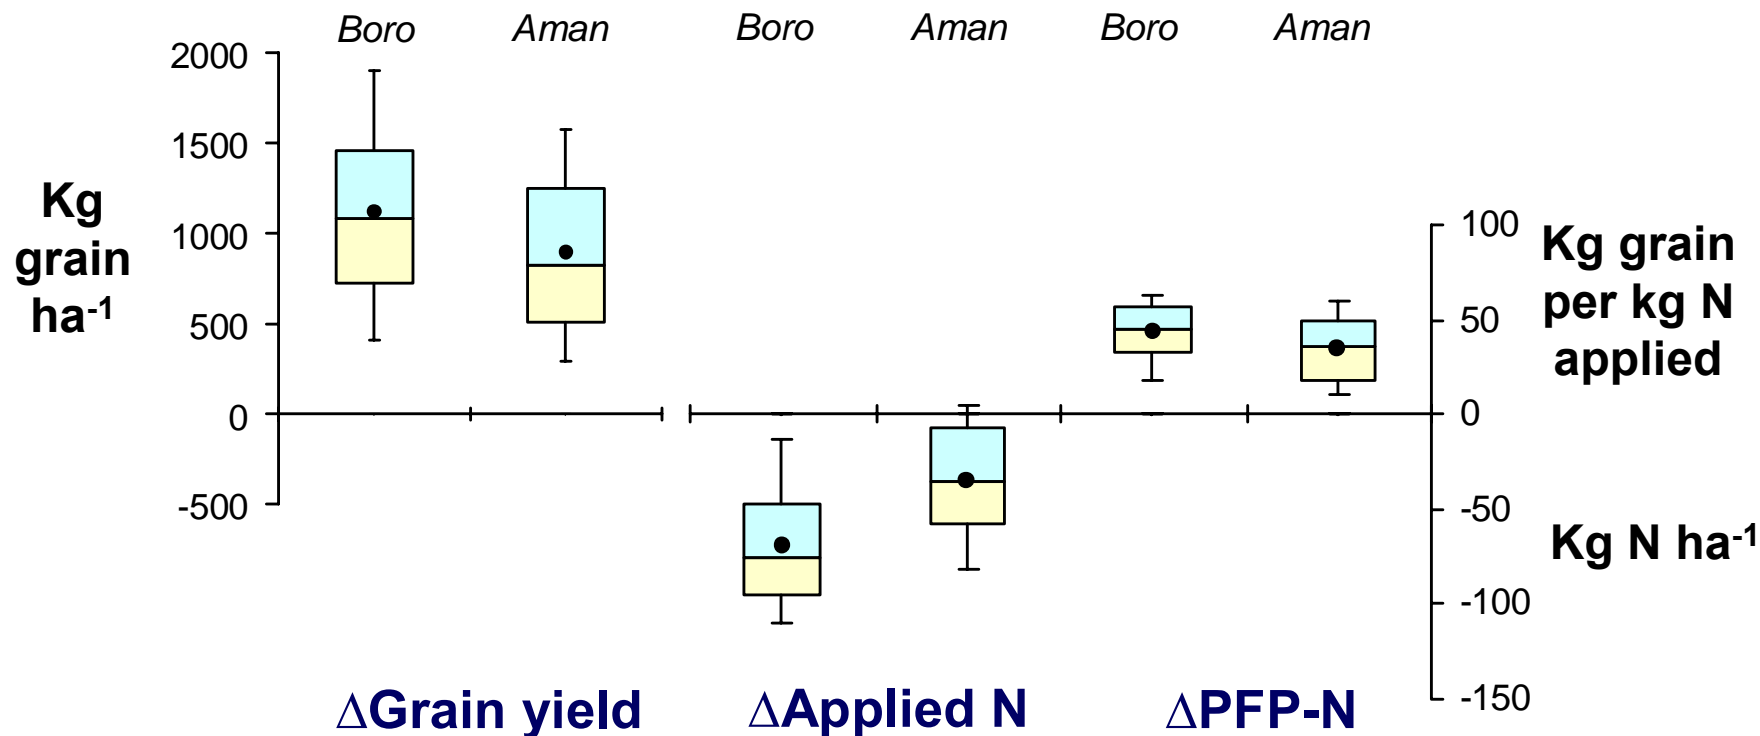 Boro Aman Boro Aman Boro Aman
2000
1500
1000
500
0
-500
Kg
grain
ha-1
100
50
0
-50
-100
-150
Kg grain
per kg N
applied
Kg N ha-1
ΔGrain yield ΔApplied N ΔPFP-N